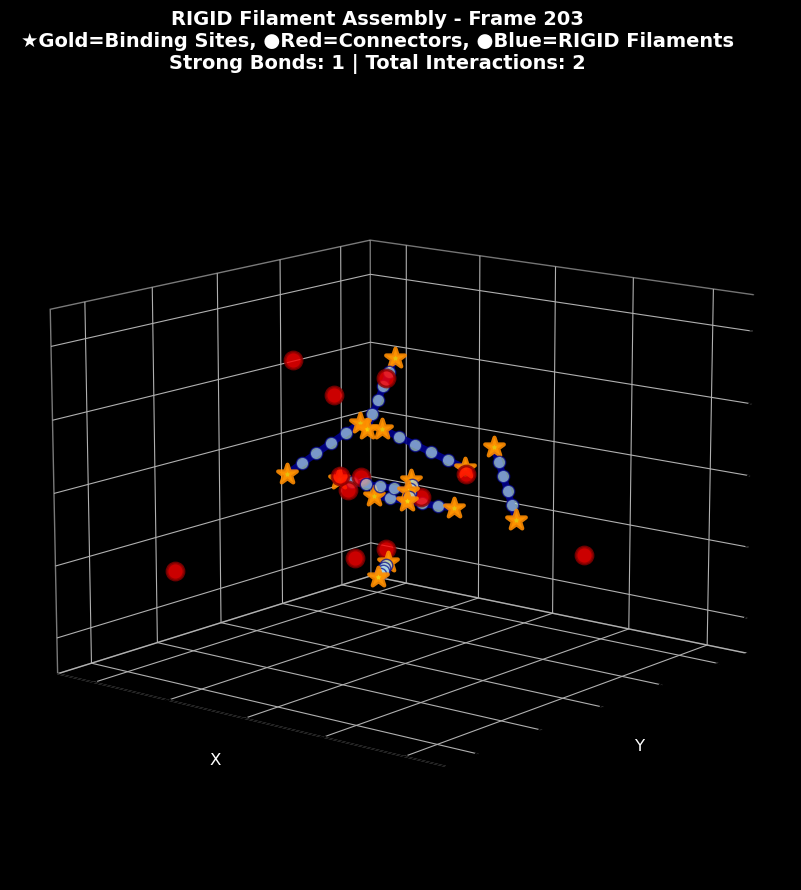 RIGID Filament Assembly - Frame 203
★Gold=Binding Sites, ●Red=Connectors, ●Blue=RIGID Filaments
Strong Bonds: 1 | Total Interactions: 2
X
Y